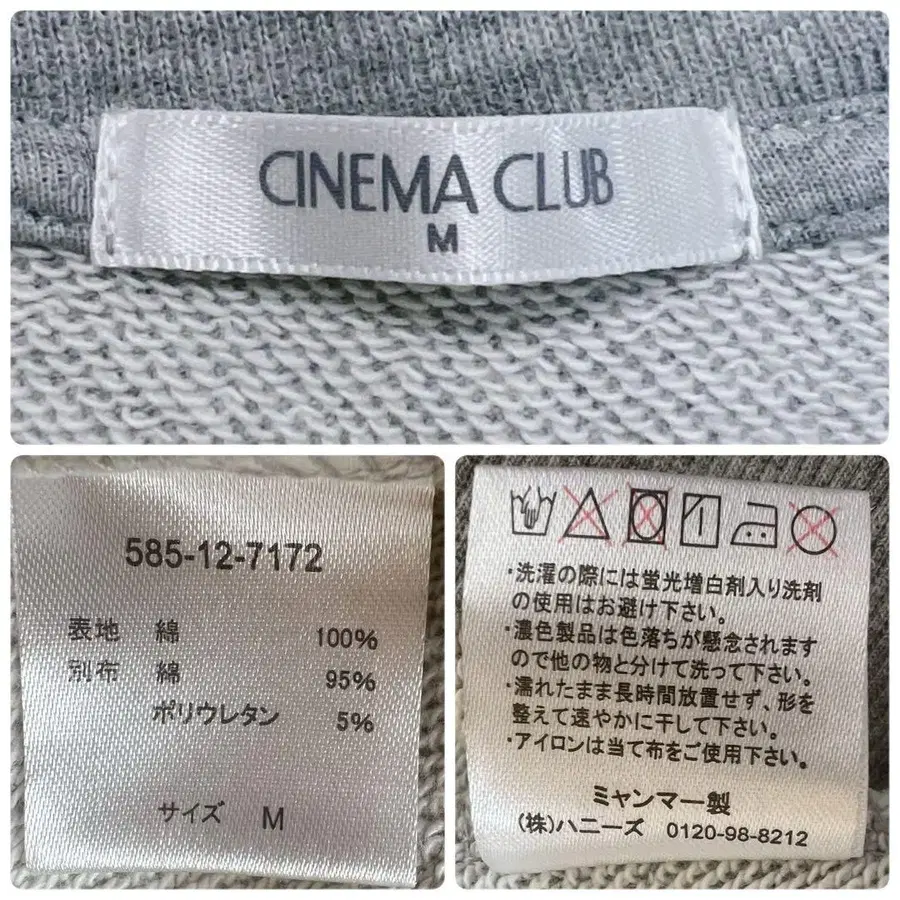 CINEMA CLUB
M
585-12-7172
表地 綿 100%
別布 綿 95%
ポリウレタン 5%
サイズ M
・洗濯の際には蛍光増白剤入り洗剤
の使用はお避け下さい。
・濃色製品は色落ちが懸念されます
ので他の物と分けて洗って下さい。
・濡れたまま長時間放置せず、形を
整えて速やかに干して下さい。
・アイロンは当て布をご使用下さい。
ミャンマー製
(株)ハニーズ 0120-98-8212